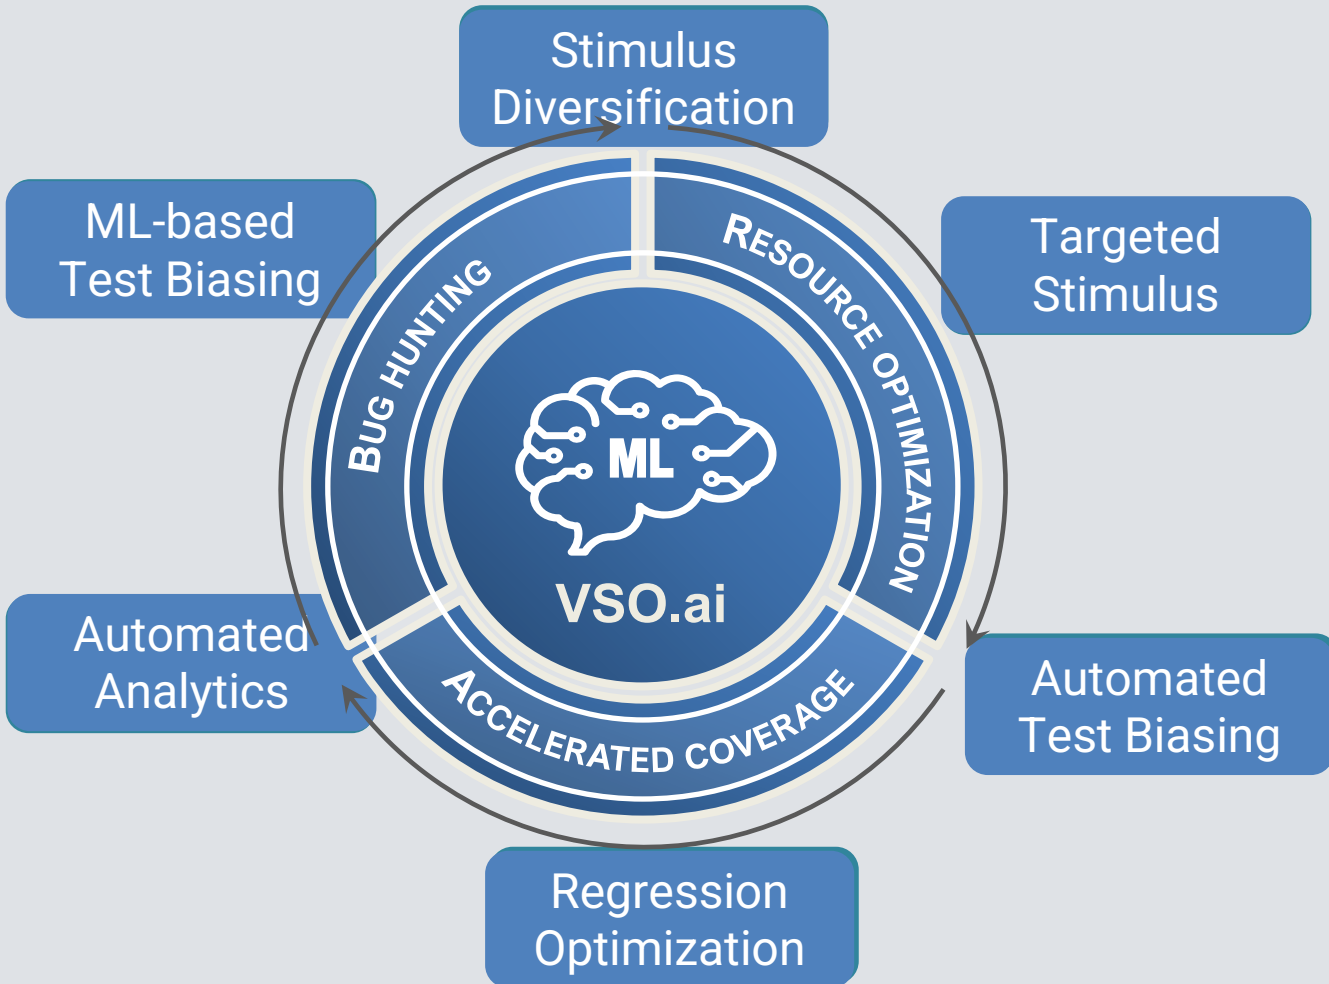 Stimulus
Diversification
ML-based
Test Biasing
Targeted
Stimulus
BUG HUNTING
RESOURCE OPTIMIZATION
ML
VSO.ai
ACCELERATED COVERAGE
Automated
Analytics
Automated
Test Biasing
Regression
Optimization